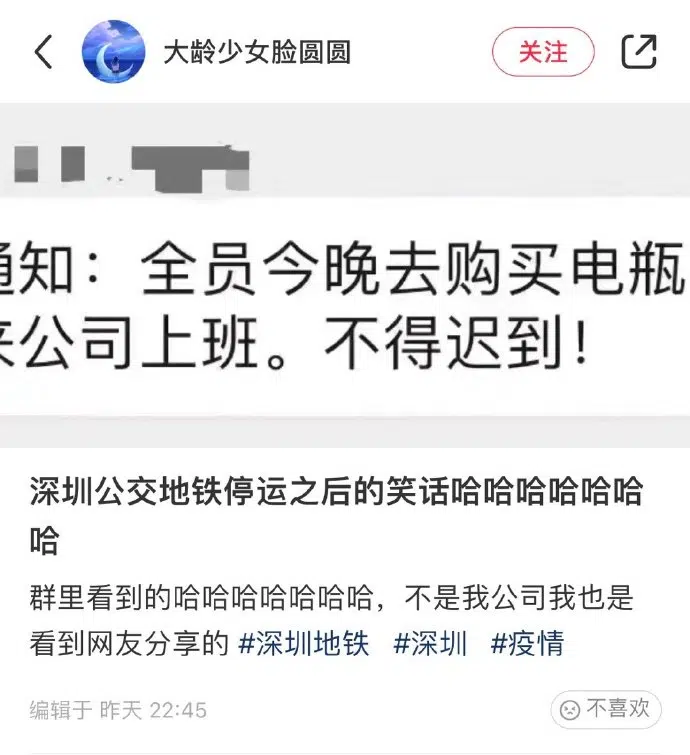 大龄少女脸圆圆
关注
通知：全员今晚去购买电瓶
来公司上班。不得迟到！
深圳公交地铁停运之后的笑话哈哈哈哈哈哈
哈
群里看到的哈哈哈哈哈哈哈，不是我公司我也是
看到网友分享的 #深圳地铁 #深圳 #疫情
编辑于 昨天 22:45
不喜欢